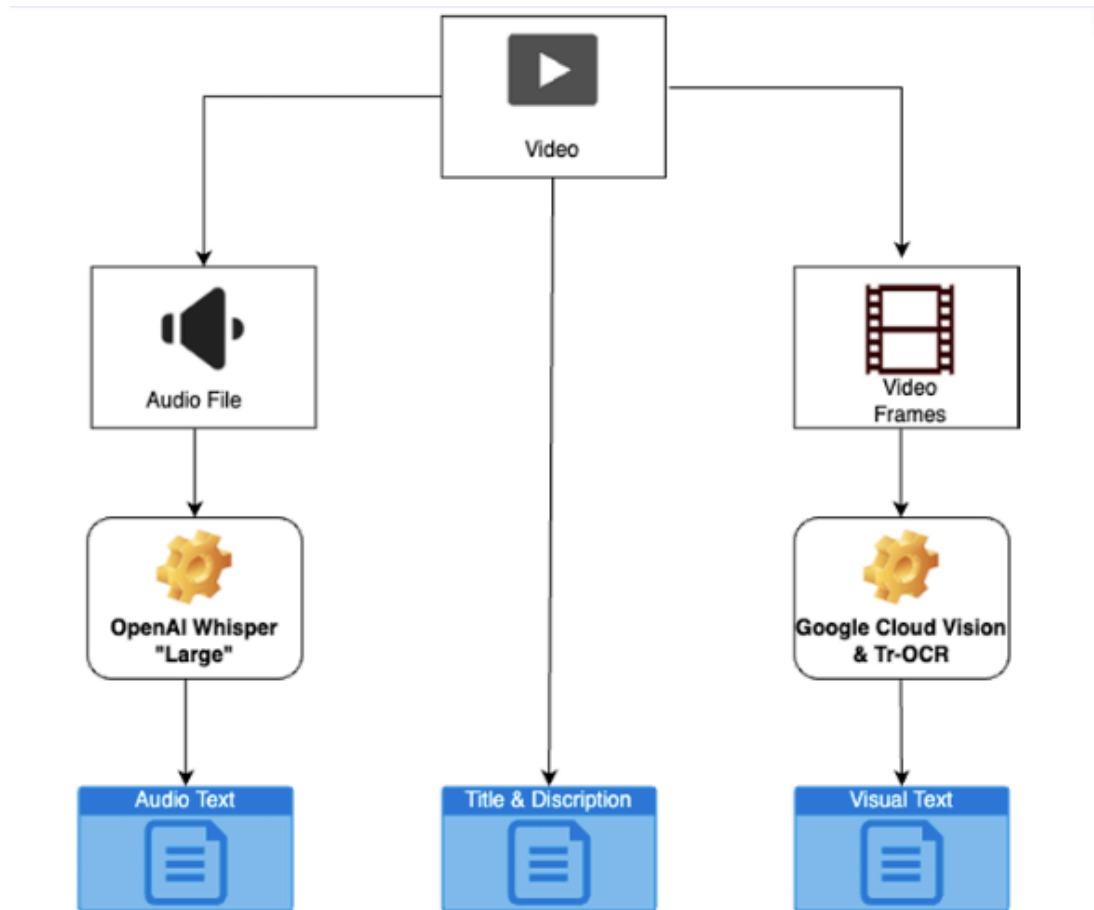 Video
Audio File
Video
Frames
OpenAI Whisper
"Large"
Google Cloud Vision
& Tr-OCR
Audio Text
Title & Discription
Visual Text